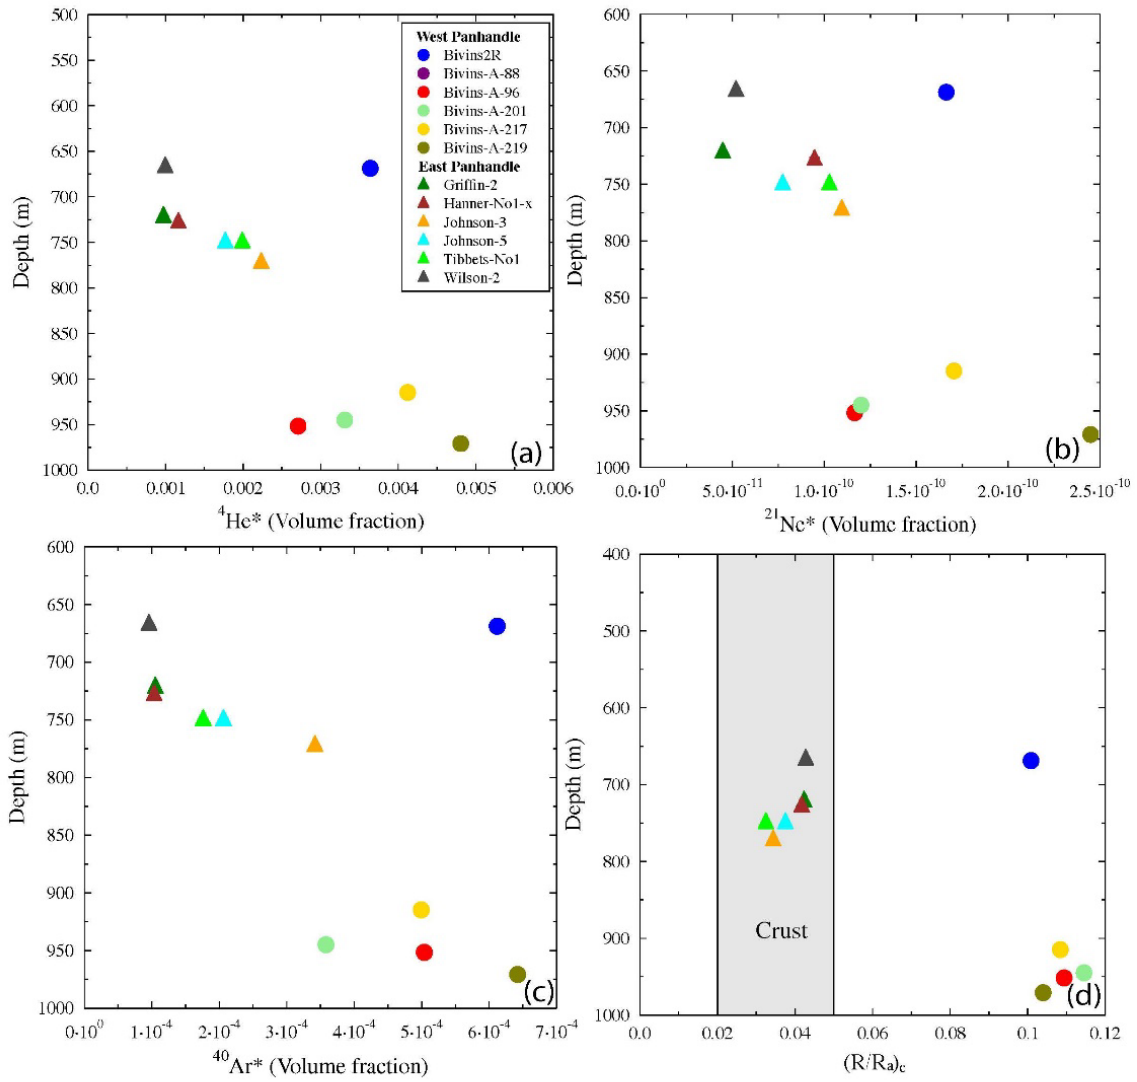 500
550
600
650
700
750
800
850
900
950
1000
Depth (m)
0.0 0.001 0.002 0.003 0.004 0.005 0.006
⁴He* (Volume fraction)
West Panhandle
Bivins2R
Bivins-A-88
Bivins-A-96
Bivins-A-201
Bivins-A-217
Bivins-A-219
East Panhandle
Griffin-2
Hanner-No1-x
Johnson-3
Johnson-5
Tibbets-No1
Wilson-2
(a)
600
650
700
750
800
850
900
950
1000
Depth (m)
0.0·10⁰ 5.0·10⁻¹¹ 1.0·10⁻¹⁰ 1.5·10⁻¹⁰ 2.0·10⁻¹⁰ 2.5·10⁻¹⁰
²¹Ne* (Volume fraction)
(b)
600
650
700
750
800
850
900
950
1000
Depth (m)
0·10⁰ 1·10⁻⁴ 2·10⁻⁴ 3·10⁻⁴ 4·10⁻⁴ 5·10⁻⁴ 6·10⁻⁴ 7·10⁻⁴
⁴⁰Ar* (Volume fraction)
(c)
400
500
600
700
800
900
1000
Depth (m)
0.0 0.02 0.04 0.06 0.08 0.1 0.12
(R/Ra)c
Crust
(d)